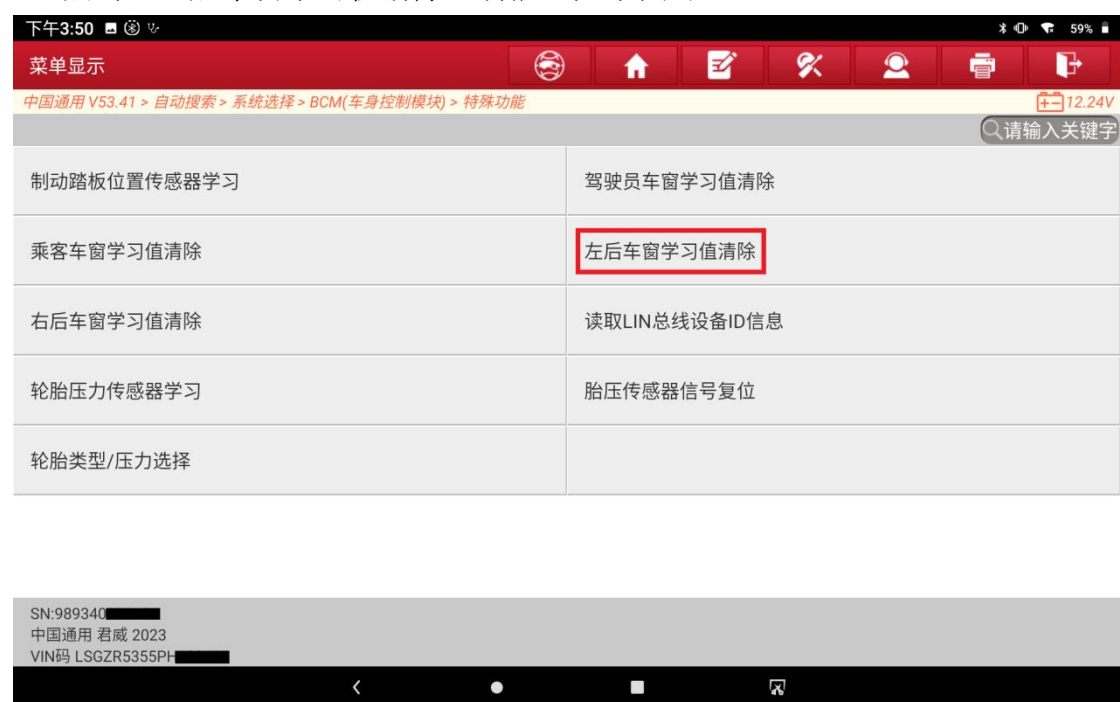 下午3:50
59%
菜单显示
中国通用 V53.41 > 自动搜索 > 系统选择 > BCM(车身控制模块) > 特殊功能
12.24V
请输入关键字
制动踏板位置传感器学习
驾驶员车窗学习值清除
乘客车窗学习值清除
左后车窗学习值清除
右后车窗学习值清除
读取LIN总线设备ID信息
轮胎压力传感器学习
胎压传感器信号复位
轮胎类型/压力选择
SN:989340
中国通用 君威 2023
VIN码 LSGZR5355PH